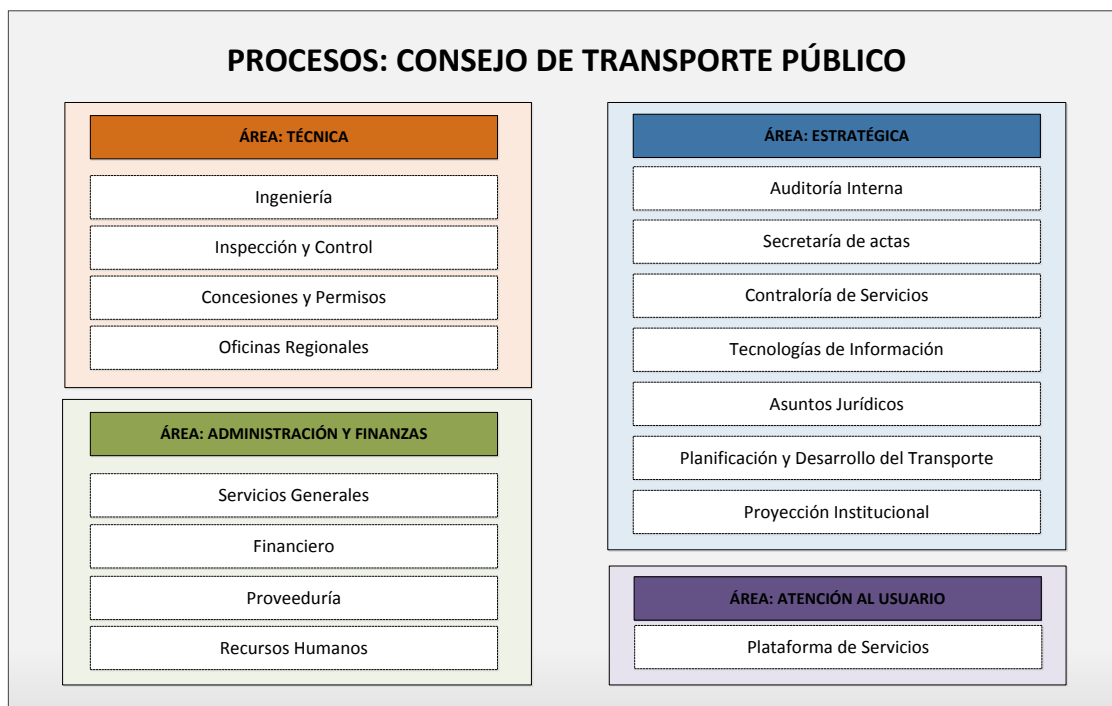 PROCESOS: CONSEJO DE TRANSPORTE PÚBLICO
ÁREA: TÉCNICA
Ingeniería
Inspección y Control
Concesiones y Permisos
Oficinas Regionales
ÁREA: ADMINISTRACIÓN Y FINANZAS
Servicios Generales
Financiero
Proveeduría
Recursos Humanos
ÁREA: ESTRATÉGICA
Auditoría Interna
Secretaría de actas
Contraloría de Servicios
Tecnologías de Información
Asuntos Jurídicos
Planificación y Desarrollo del Transporte
Proyección Institucional
ÁREA: ATENCIÓN AL USUARIO
Plataforma de Servicios